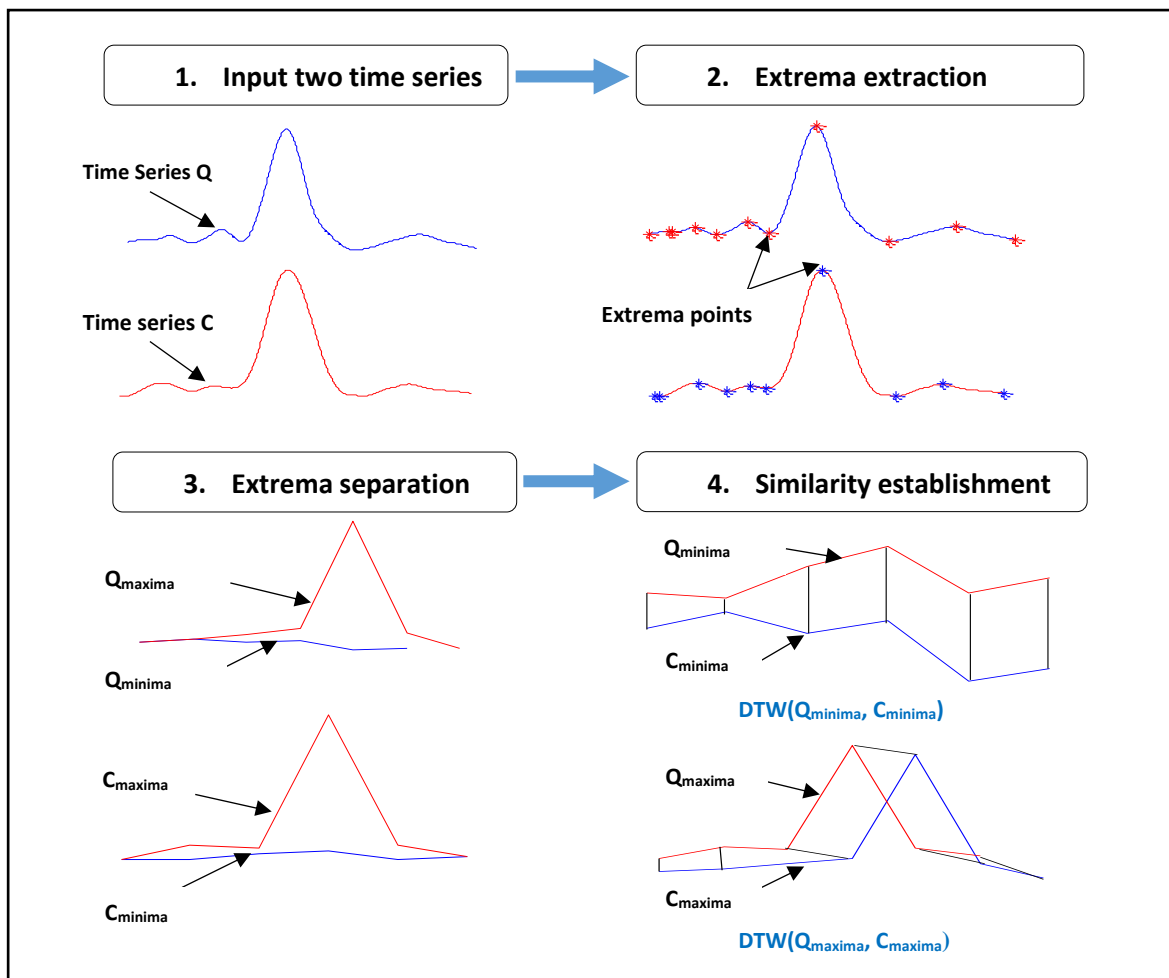 1. Input two time series
2. Extrema extraction
Time Series Q
Time series C
Extrema points
3. Extrema separation
4. Similarity establishment
Qmaxima
Qminima
Cmaxima
Cminima
Qminima
Cminima
DTW(Qminima, Cminima)
Qmaxima
Cmaxima
DTW(Qmaxima, Cmaxima)